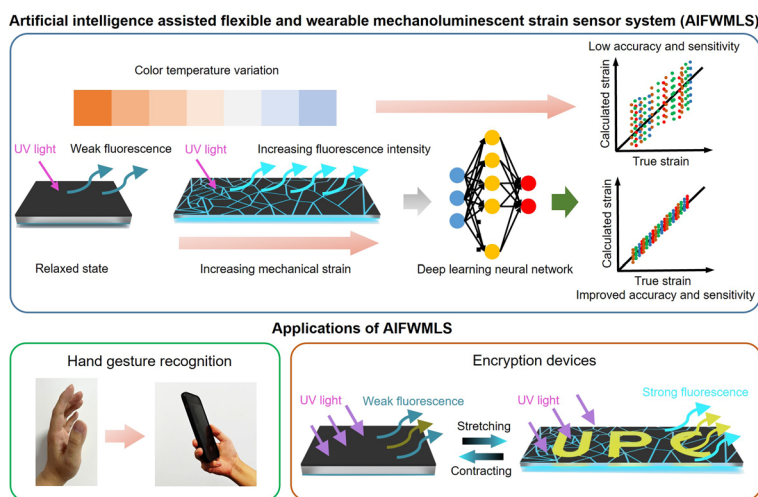 Artificial intelligence assisted flexible and wearable mechanoluminescent strain sensor system (AIFWMLS)
Color temperature variation
UV light
Weak fluorescence
UV light
Increasing fluorescence intensity
Relaxed state
Increasing mechanical strain
Deep learning neural network
Low accuracy and sensitivity
Calculated strain
True strain
Calculated strain
True strain
Improved accuracy and sensitivity
Applications of AIFWMLS
Hand gesture recognition
Encryption devices
UV light
Weak fluorescence
Stretching
Contracting
UV light
Strong fluorescence
UPC